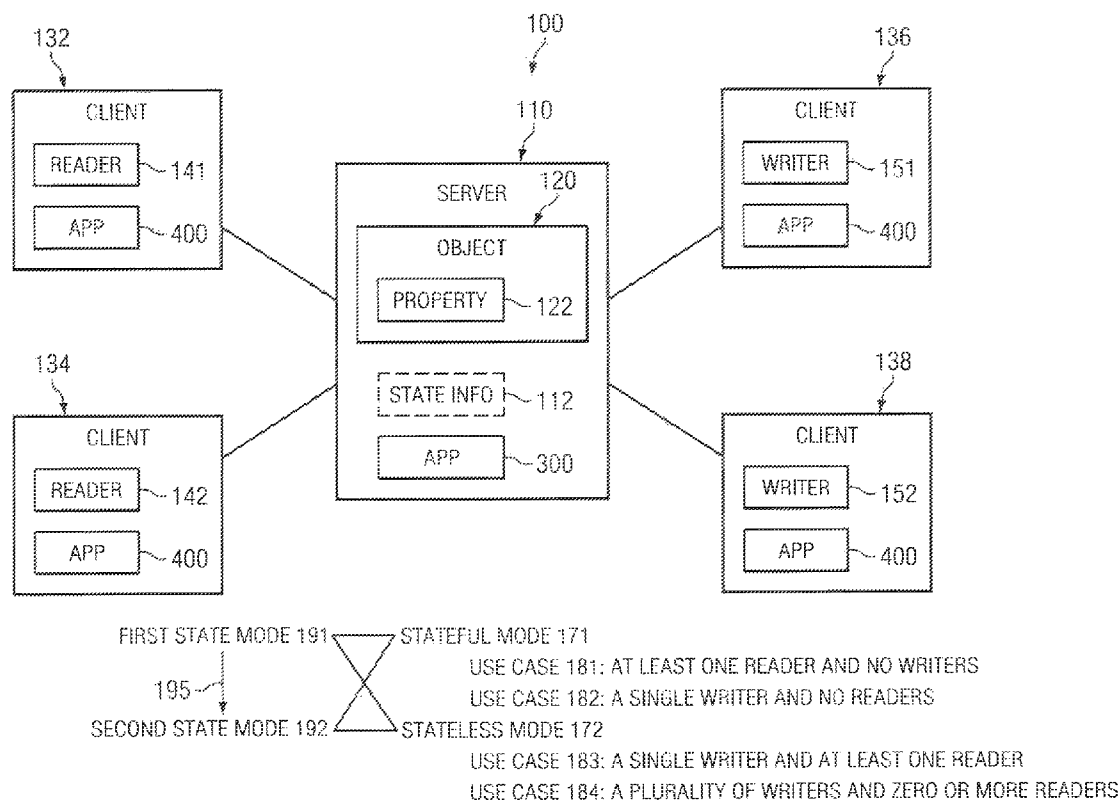 100
132
CLIENT
READER 141
APP 400
136
CLIENT
WRITER 151
APP 400
110
SERVER
120
OBJECT
PROPERTY 122
STATE INFO 112
APP 300
134
CLIENT
READER 142
APP 400
138
CLIENT
WRITER 152
APP 400
FIRST STATE MODE 191 STATEFUL MODE 171
USE CASE 181: AT LEAST ONE READER AND NO WRITERS
195
USE CASE 182: A SINGLE WRITER AND NO READERS
SECOND STATE MODE 192 STATELESS MODE 172
USE CASE 183: A SINGLE WRITER AND AT LEAST ONE READER
USE CASE 184: A PLURALITY OF WRITERS AND ZERO OR MORE READERS